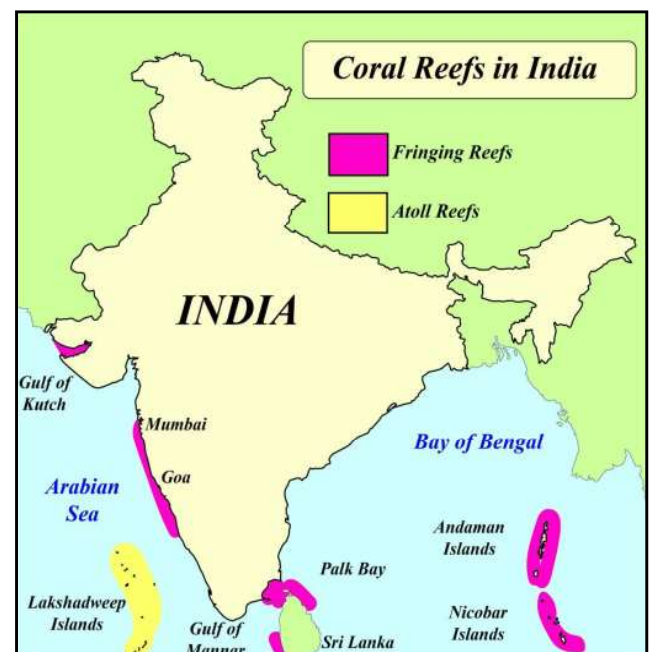 Coral Reefs in India
Fringing Reefs
Atoll Reefs
INDIA
Gulf of
Kutch
Mumbai
Bay of Bengal
Goa
Arabian
Sea
Andaman
Islands
Palk Bay
Lakshadweep
Islands
Nicobar
Islands
Gulf of
Mannar
Sri Lanka